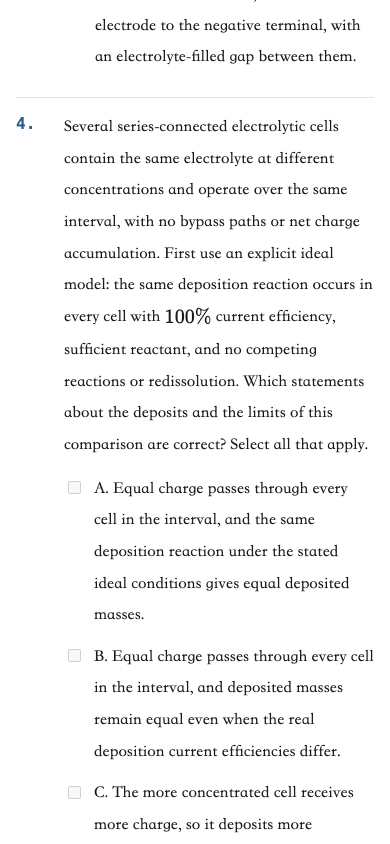 electrode to the negative terminal, with
an electrolyte-filled gap between them.
4. Several series-connected electrolytic cells
contain the same electrolyte at different
concentrations and operate over the same
interval, with no bypass paths or net charge
accumulation. First use an explicit ideal
model: the same deposition reaction occurs in
every cell with 100% current efficiency,
sufficient reactant, and no competing
reactions or redissolution. Which statements
about the deposits and the limits of this
comparison are correct? Select all that apply.
A. Equal charge passes through every
cell in the interval, and the same
deposition reaction under the stated
ideal conditions gives equal deposited
masses.
B. Equal charge passes through every cell
in the interval, and deposited masses
remain equal even when the real
deposition current efficiencies differ.
C. The more concentrated cell receives
more charge, so it deposits more